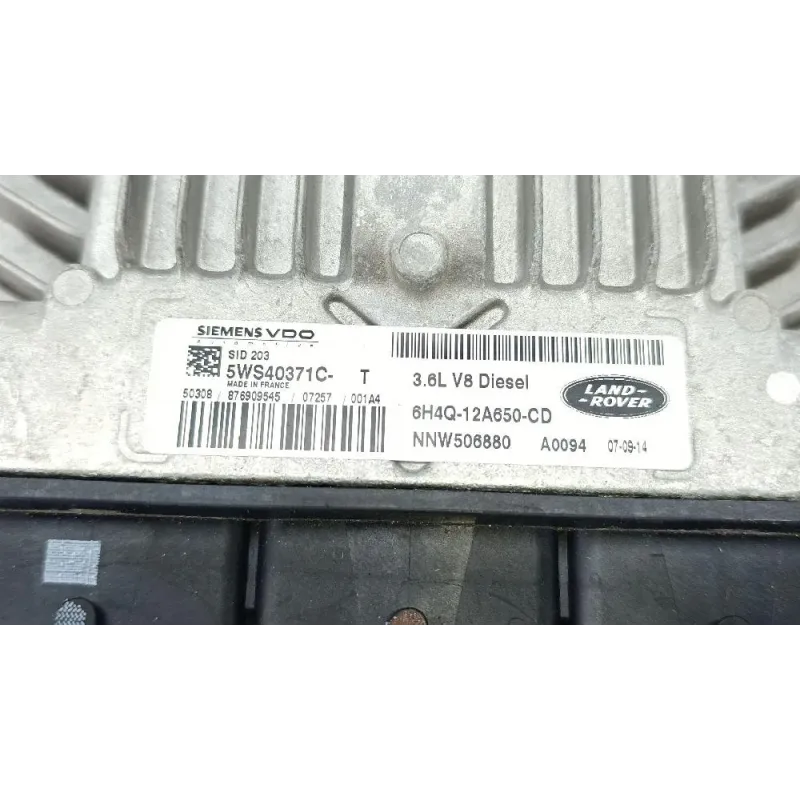 SIEMENS VDO
automotive
SID 203
5WS40371C- T
MADE IN FRANCE
50308 / 876909545 / 07257 / 001A4
3.6L V8 Diesel
LAND-
-ROVER
6H4Q-12A650-CD
NNW506880 A0094 07-09-14